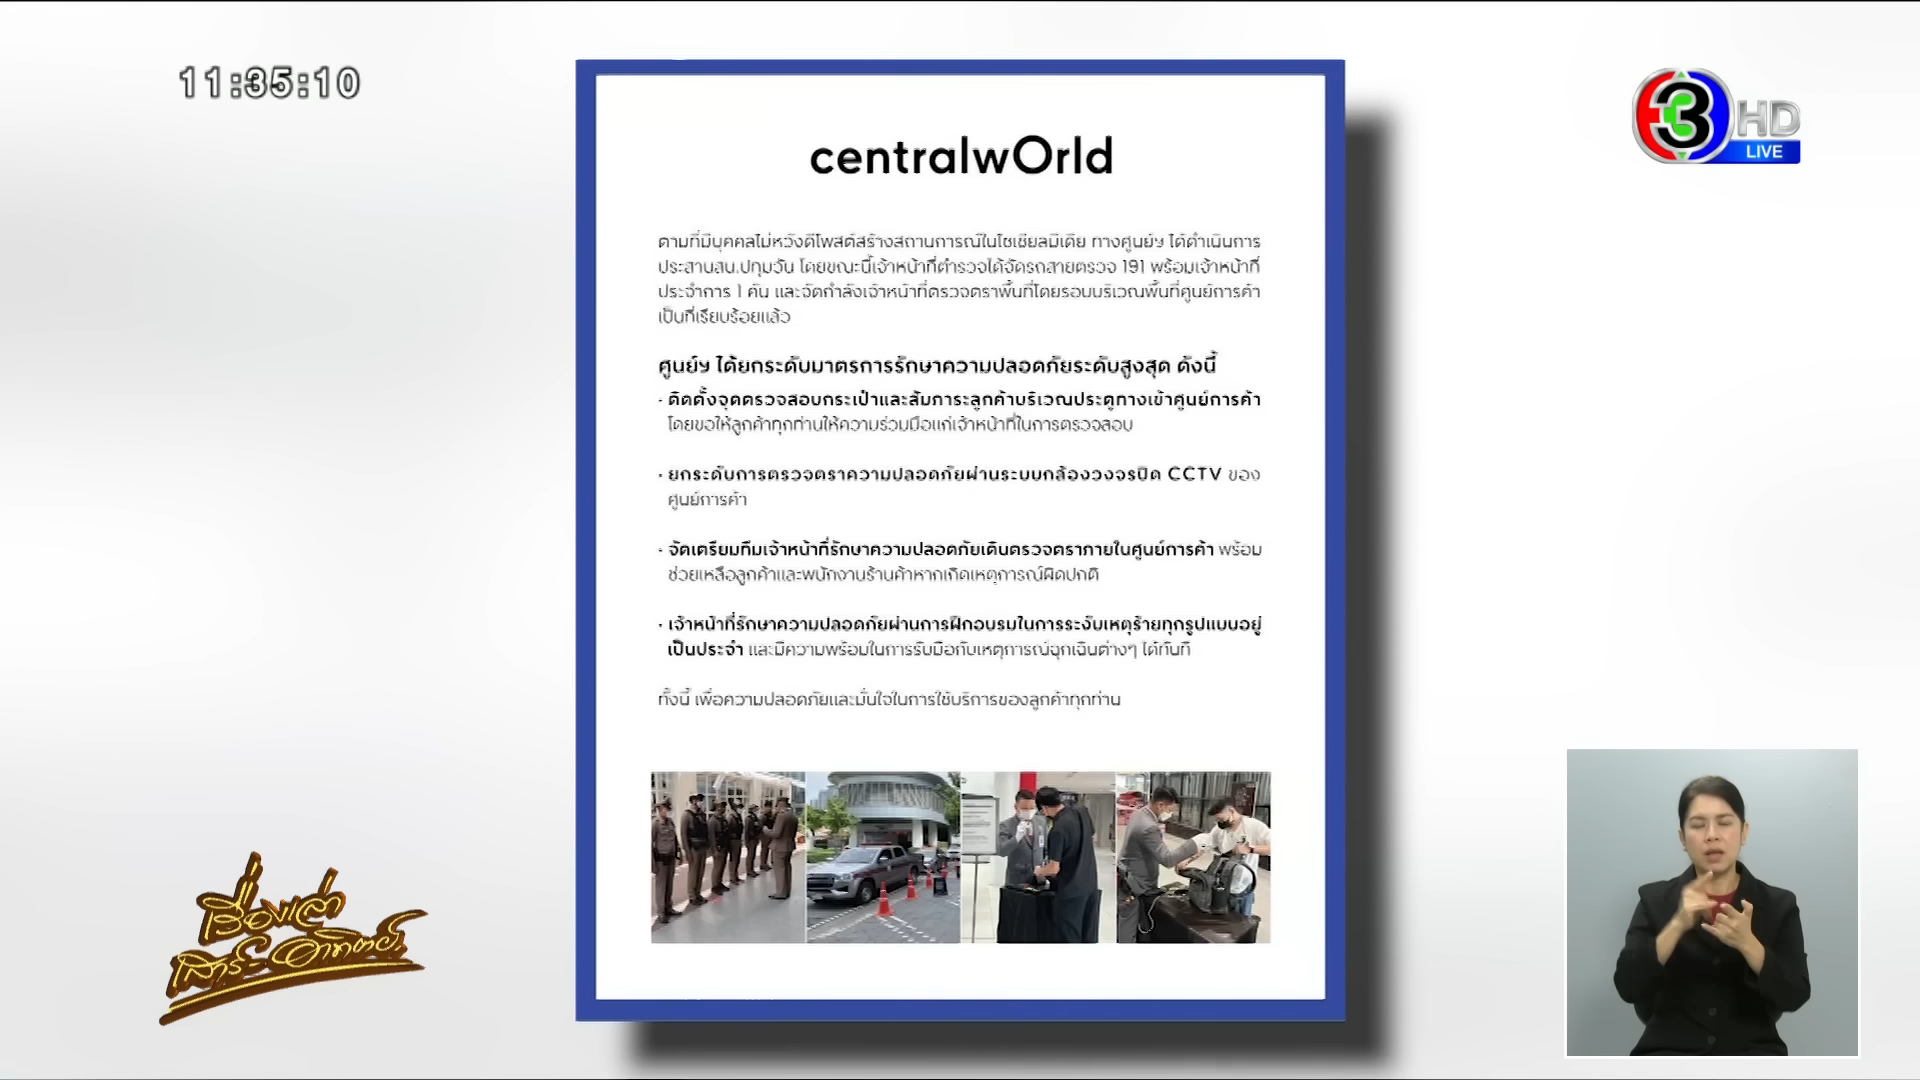 11:35:10
3 HD
LIVE
centralwOrld
ตามที่มีบุคคลไม่หวังดีโพสต์สร้างสถานการณ์ในโซเชียลมีเดีย ทางศูนย์ฯ ได้ดำเนินการ
ประสานสน.ปทุมวัน โดยขณะนี้เจ้าหน้าที่ตำรวจได้จัดรถสายตรวจ 191 พร้อมเจ้าหน้าที่
ประจำการ 1 คัน และจัดกำลังเจ้าหน้าที่ตรวจตราพื้นที่โดยรอบบริเวณพื้นที่ศูนย์การค้า
เป็นที่เรียบร้อยแล้ว
ศูนย์ฯ ได้ยกระดับมาตรการรักษาความปลอดภัยระดับสูงสุด ดังนี้
· ติดตั้งจุดตรวจสอบกระเป๋าและสัมภาระลูกค้าบริเวณประตูทางเข้าศูนย์การค้า
โดยขอให้ลูกค้าทุกท่านให้ความร่วมมือแก่เจ้าหน้าที่ในการตรวจสอบ
· ยกระดับการตรวจตราความปลอดภัยผ่านระบบกล้องวงจรปิด CCTV ของ
ศูนย์การค้า
· จัดเตรียมทีมเจ้าหน้าที่รักษาความปลอดภัยเดินตรวจตราภายในศูนย์การค้า พร้อม
ช่วยเหลือลูกค้าและพนักงานร้านค้าหากเกิดเหตุการณ์ผิดปกติ
· เจ้าหน้าที่รักษาความปลอดภัยผ่านการฝึกอบรมในการระงับเหตุร้ายทุกรูปแบบอยู่
เป็นประจำ และมีความพร้อมในการรับมือกับเหตุการณ์ฉุกเฉินต่างๆ ได้ทันที
ทั้งนี้ เพื่อความปลอดภัยและมั่นใจในการใช้บริการของลูกค้าทุกท่าน
เรื่องเล่า
เสาร์-อาทิตย์